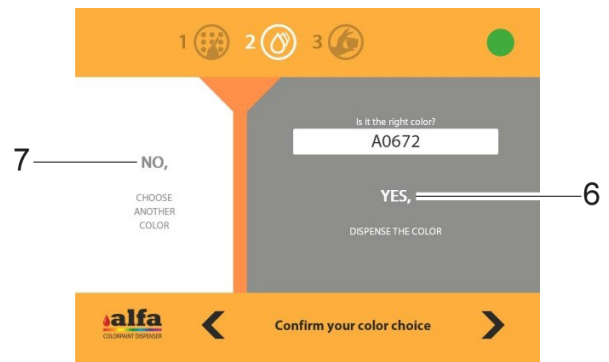 1 2 3
Is it the right color?
A0672
7
NO,
YES,
6
CHOOSE
ANOTHER
COLOR
DISPENSE THE COLOR
alfa
COLORPAINT DISPENSER
Confirm your color choice